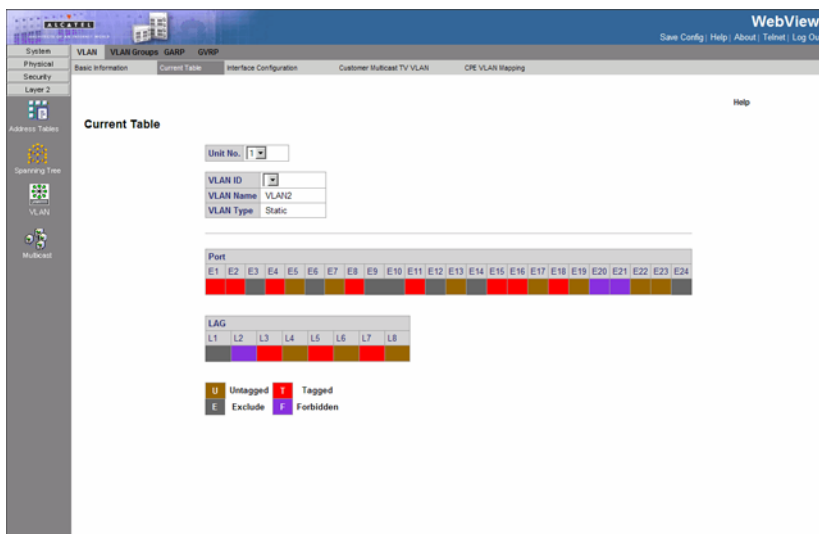 ALCATEL
WebView
Save Config | Help | About | Telnet | Log Ou
System
Physical
Security
Layer 2
Address Tables
Spanning Tree
VLAN
Multicast
VLAN VLAN Groups GARP GVRP
Basic Information Current Table Interface Configuration Customer Multicast TV VLAN CPE VLAN Mapping
Help
Current Table
Unit No. 1
VLAN ID
VLAN Name VLAN2
VLAN Type Static
Port
E1 E2 E3 E4 E5 E6 E7 E8 E9 E10 E11 E12 E13 E14 E15 E16 E17 E18 E19 E20 E21 E22 E23 E24
LAG
L1 L2 L3 L4 L5 L6 L7 L8
U Untagged T Tagged
E Exclude F Forbidden